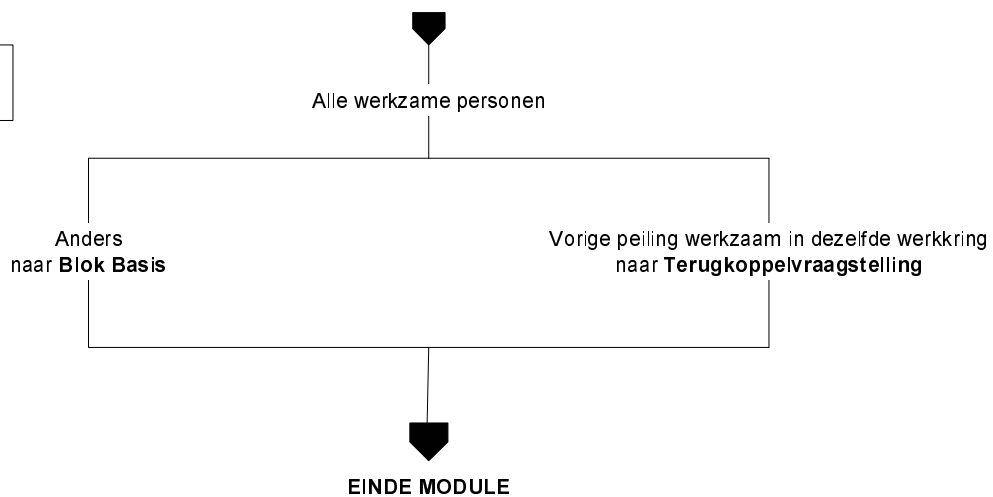 Alle werkzame personen
Anders
naar Blok Basis
Vorige peiling werkzaam in dezelfde werkkring
naar Terugkoppelvraagstelling
EINDE MODULE